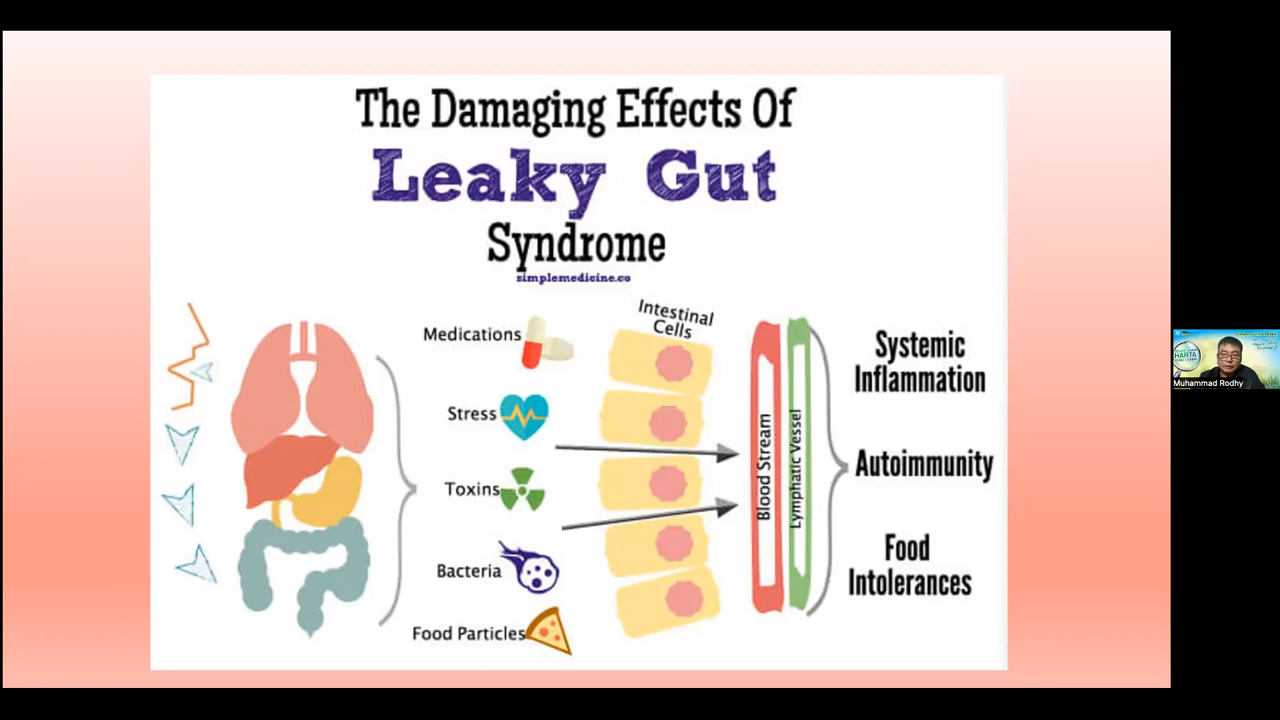 The Damaging Effects Of
Leaky Gut
Syndrome
simplemedicine.co
Medications
Stress
Toxins
Bacteria
Food Particles
Intestinal
Cells
Blood Stream
Lymphatic Vessel
Systemic
Inflammation
Autoimmunity
Food
Intolerances
HARTA
Muhammad Rodhy